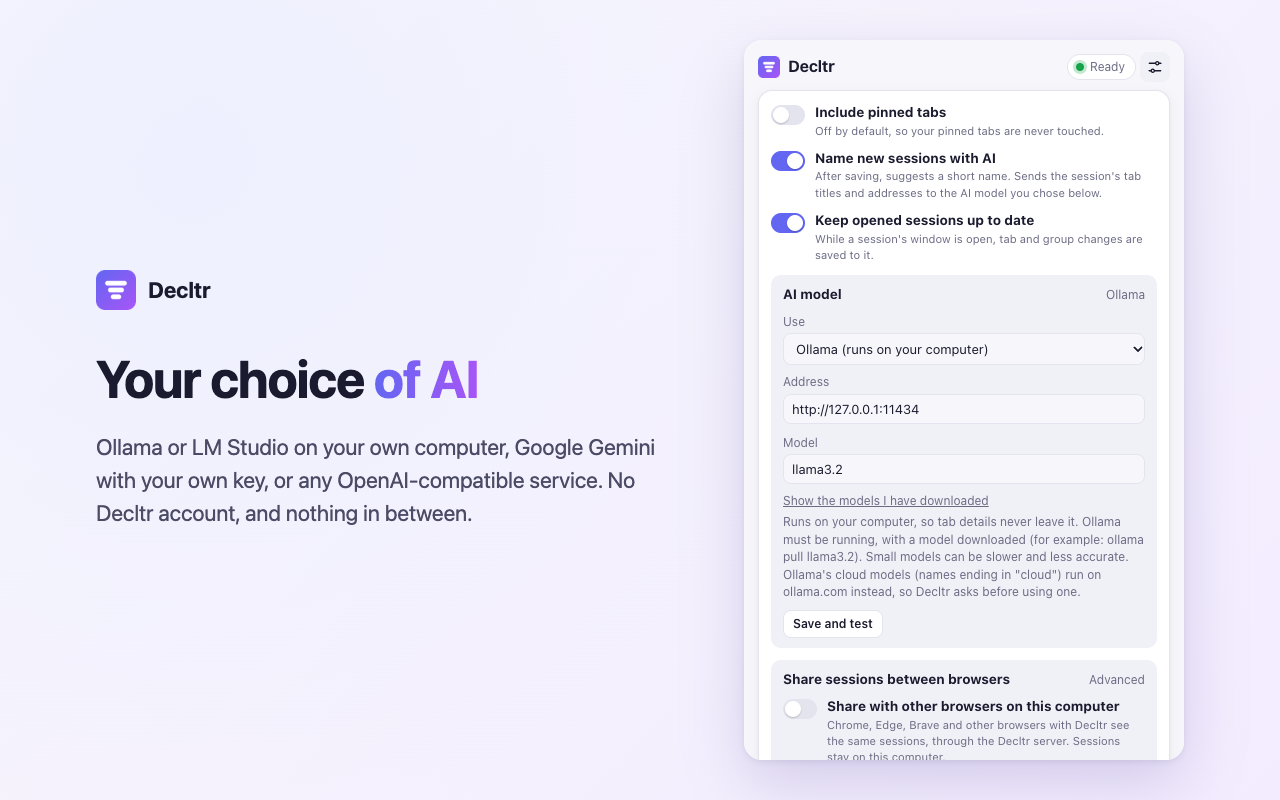 Decltr
Your choice of AI
Ollama or LM Studio on your own computer, Google Gemini
with your own key, or any OpenAI-compatible service. No
Decltr account, and nothing in between.
Decltr
Ready
Include pinned tabs
Off by default, so your pinned tabs are never touched.
Name new sessions with AI
After saving, suggests a short name. Sends the session's tab
titles and addresses to the AI model you chose below.
Keep opened sessions up to date
While a session's window is open, tab and group changes are
saved to it.
AI model
Ollama
Use
Ollama (runs on your computer)
Address
http://127.0.0.1:11434
Model
llama3.2
Show the models I have downloaded
Runs on your computer, so tab details never leave it. Ollama
must be running, with a model downloaded (for example: ollama
pull llama3.2). Small models can be slower and less accurate.
Ollama's cloud models (names ending in "cloud") run on
ollama.com instead, so Decltr asks before using one.
Save and test
Share sessions between browsers
Advanced
Share with other browsers on this computer
Chrome, Edge, Brave and other browsers with Decltr see
the same sessions, through the Decltr server. Sessions
stay on this computer.